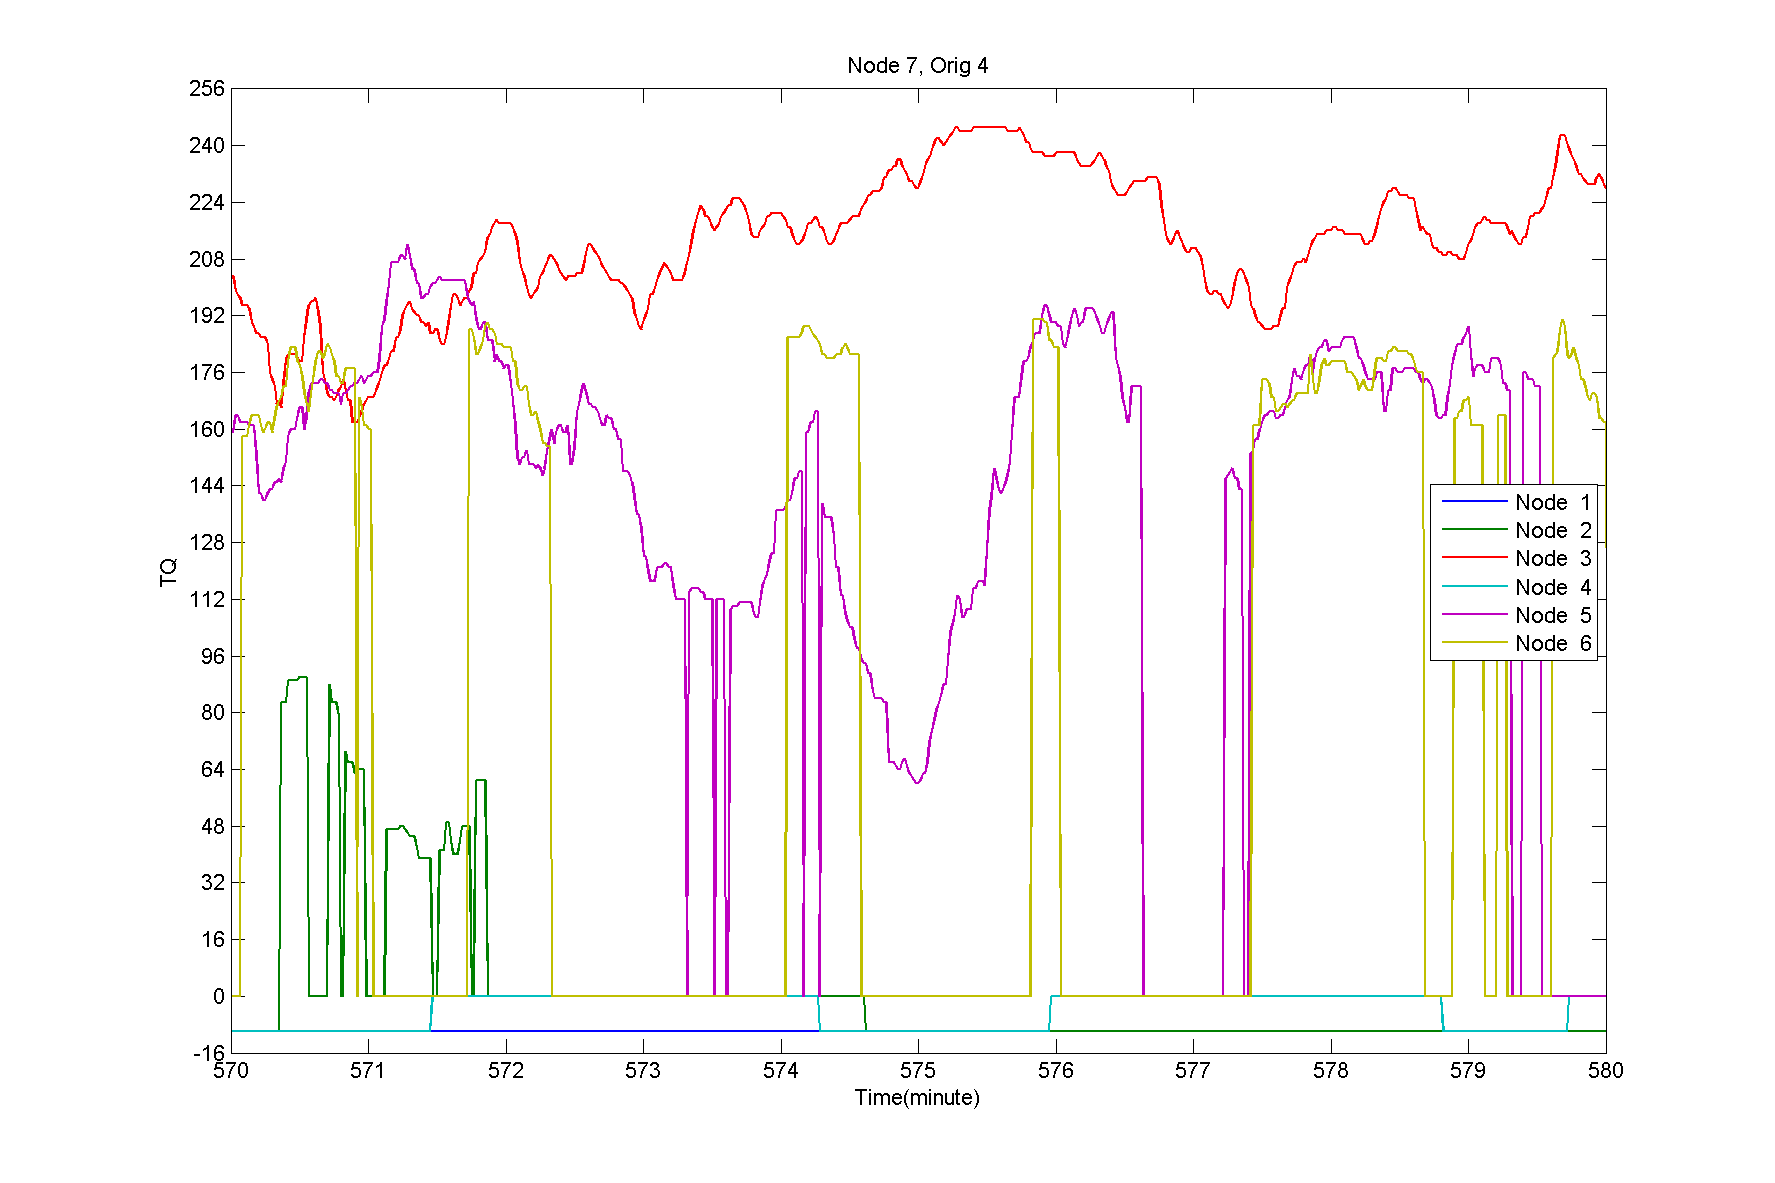 Node 7, Orig 4
256
240
224
208
192
176
160
144
128
112
96
80
64
48
32
16
0
-16
TQ
570 571 572 573 574 575 576 577 578 579 580
Time(minute)
Node 1
Node 2
Node 3
Node 4
Node 5
Node 6